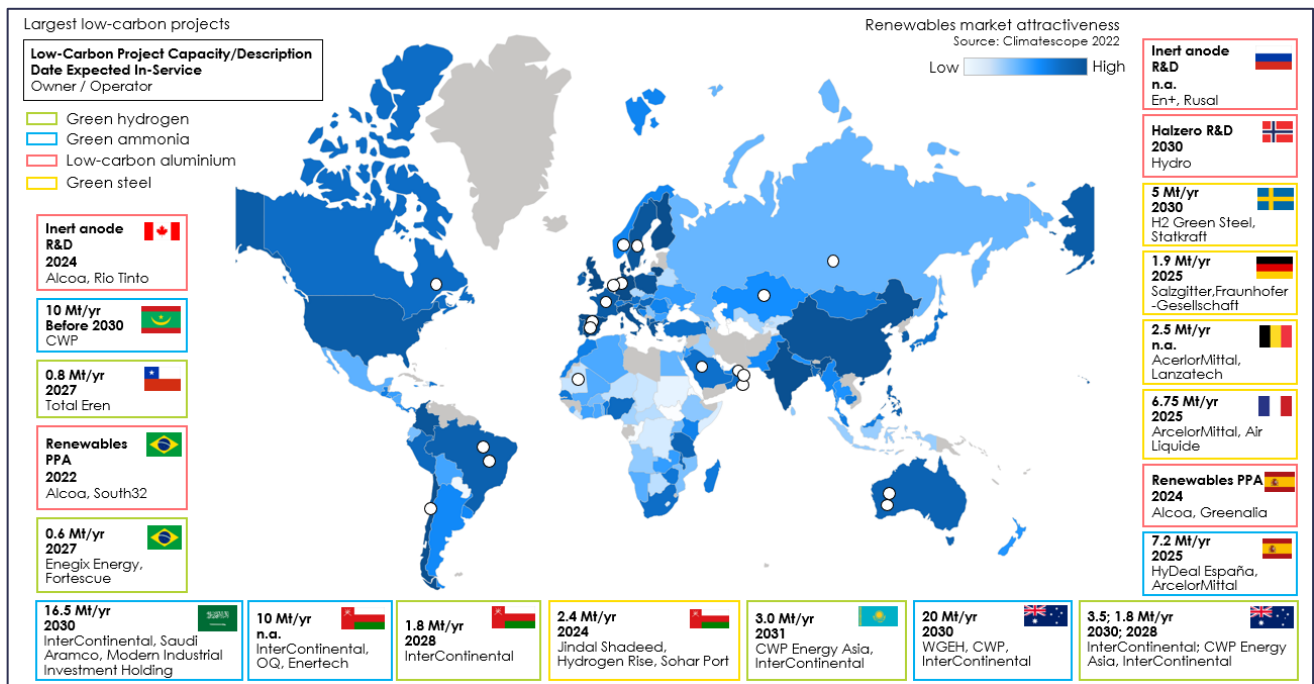 Largest low-carbon projects
Low-Carbon Project Capacity/Description
Date Expected In-Service
Owner / Operator
Green hydrogen
Green ammonia
Low-carbon aluminium
Green steel
Renewables market attractiveness
Source: Climatescope 2022
Low
High
Inert anode
R&D
2024
Alcoa, Rio Tinto
10 Mt/yr
Before 2030
CWP
0.8 Mt/yr
2027
Total Eren
Renewables
PPA
2022
Alcoa, South32
0.6 Mt/yr
2027
Enegix Energy,
Fortescue
Inert anode
R&D
n.a.
En+, Rusal
Halzero R&D
2030
Hydro
5 Mt/yr
2030
H2 Green Steel,
Statkraft
1.9 Mt/yr
2025
Salzgitter,Fraunhofer
-Gesellschaft
2.5 Mt/yr
n.a.
AcerlorMittal,
Lanzatech
6.75 Mt/yr
2025
ArcelorMittal, Air
Liquide
Renewables PPA
2024
Alcoa, Greenalia
7.2 Mt/yr
2025
HyDeal España,
ArcelorMittal
16.5 Mt/yr
2030
InterContinental, Saudi
Aramco, Modern Industrial
Investment Holding
10 Mt/yr
n.a.
InterContinental,
OQ, Enertech
1.8 Mt/yr
2028
InterContinental
2.4 Mt/yr
2024
Jindal Shadeed,
Hydrogen Rise, Sohar Port
3.0 Mt/yr
2031
CWP Energy Asia,
InterContinental
20 Mt/yr
2030
WGEH, CWP,
InterContinental
3.5; 1.8 Mt/yr
2030; 2028
InterContinental; CWP Energy
Asia, InterContinental